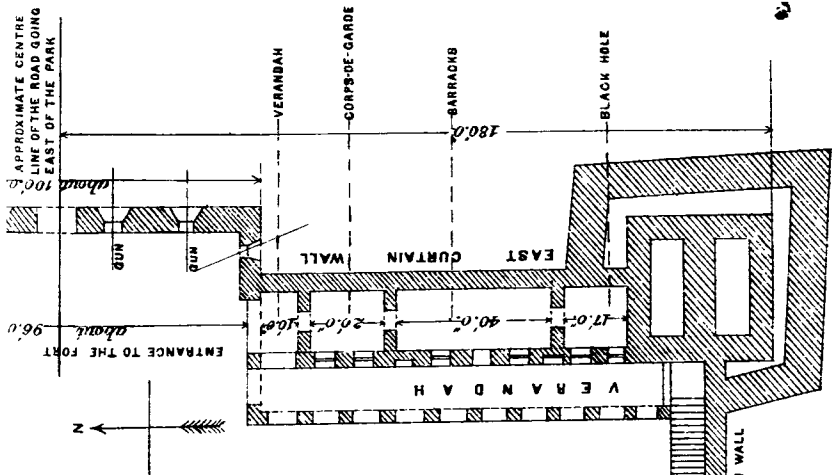 APPROXIMATE CENTRE
LINE OF THE ROAD GOING
EAST OF THE PARK
VERANDAH
CORPS-DE-GARDE
BARRACKS
BLACK HOLE
180'.0"
about 100'.0
GUN
GUN
EAST CURTAIN WALL
about 96'.0
10'.0"
20'.0"
40'.0"
17'.0"
ENTRANCE TO THE FORT
VERANDAH
N
WALL